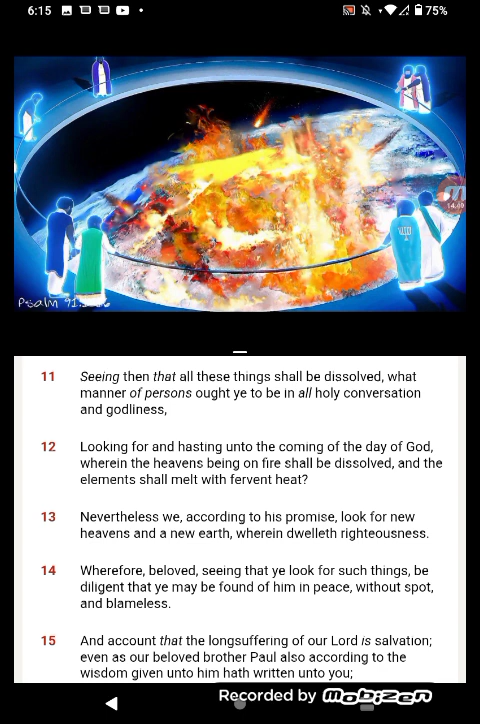 6:15
75%
14:49
Psalm 91:
11 Seeing then that all these things shall be dissolved, what
manner of persons ought ye to be in all holy conversation
and godliness,
12 Looking for and hasting unto the coming of the day of God,
wherein the heavens being on fire shall be dissolved, and the
elements shall melt with fervent heat?
13 Nevertheless we, according to his promise, look for new
heavens and a new earth, wherein dwelleth righteousness.
14 Wherefore, beloved, seeing that ye look for such things, be
diligent that ye may be found of him in peace, without spot,
and blameless.
15 And account that the longsuffering of our Lord is salvation;
even as our beloved brother Paul also according to the
wisdom given unto him hath written unto you;
Recorded by Mobizen